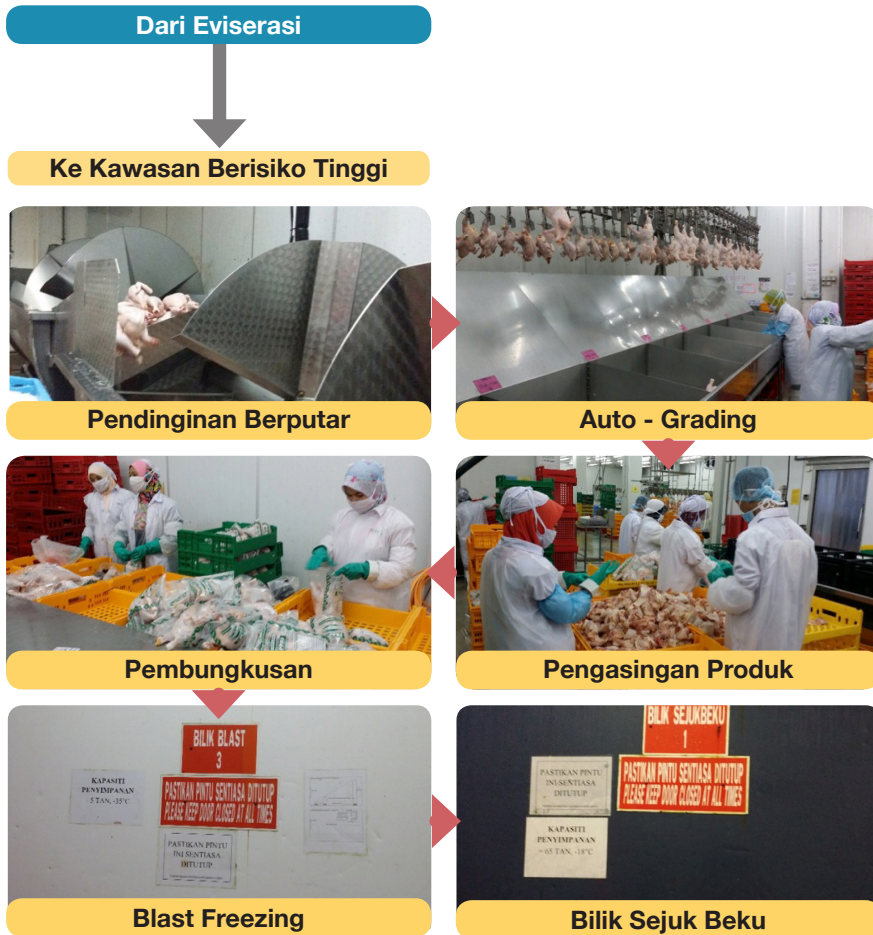 Dari Eviserasi
Ke Kawasan Berisiko Tinggi
Pendinginan Berputar
Auto - Grading
Pembungkusan
Pengasingan Produk
BILIK BLAST
3
KAPASITI
PENYIMPANAN
PASTIKAN PINTU SENTIASA DITUTUP
PLEASE KEEP DOOR CLOSED AT ALL TIMES
PASTIKAN PINTU
INI SENTIASA
DITUTUP
Blast Freezing
BILIK SEJUKBEKU
1
PASTIKAN PINTU
INI SENTIASA
DITUTUP
PASTIKAN PINTU SENTIASA DITUTUP
PLEASE KEEP DOOR CLOSED AT ALL TIMES
KAPASITI
PENYIMPANAN
= 65 TAN, -18°C
Bilik Sejuk Beku